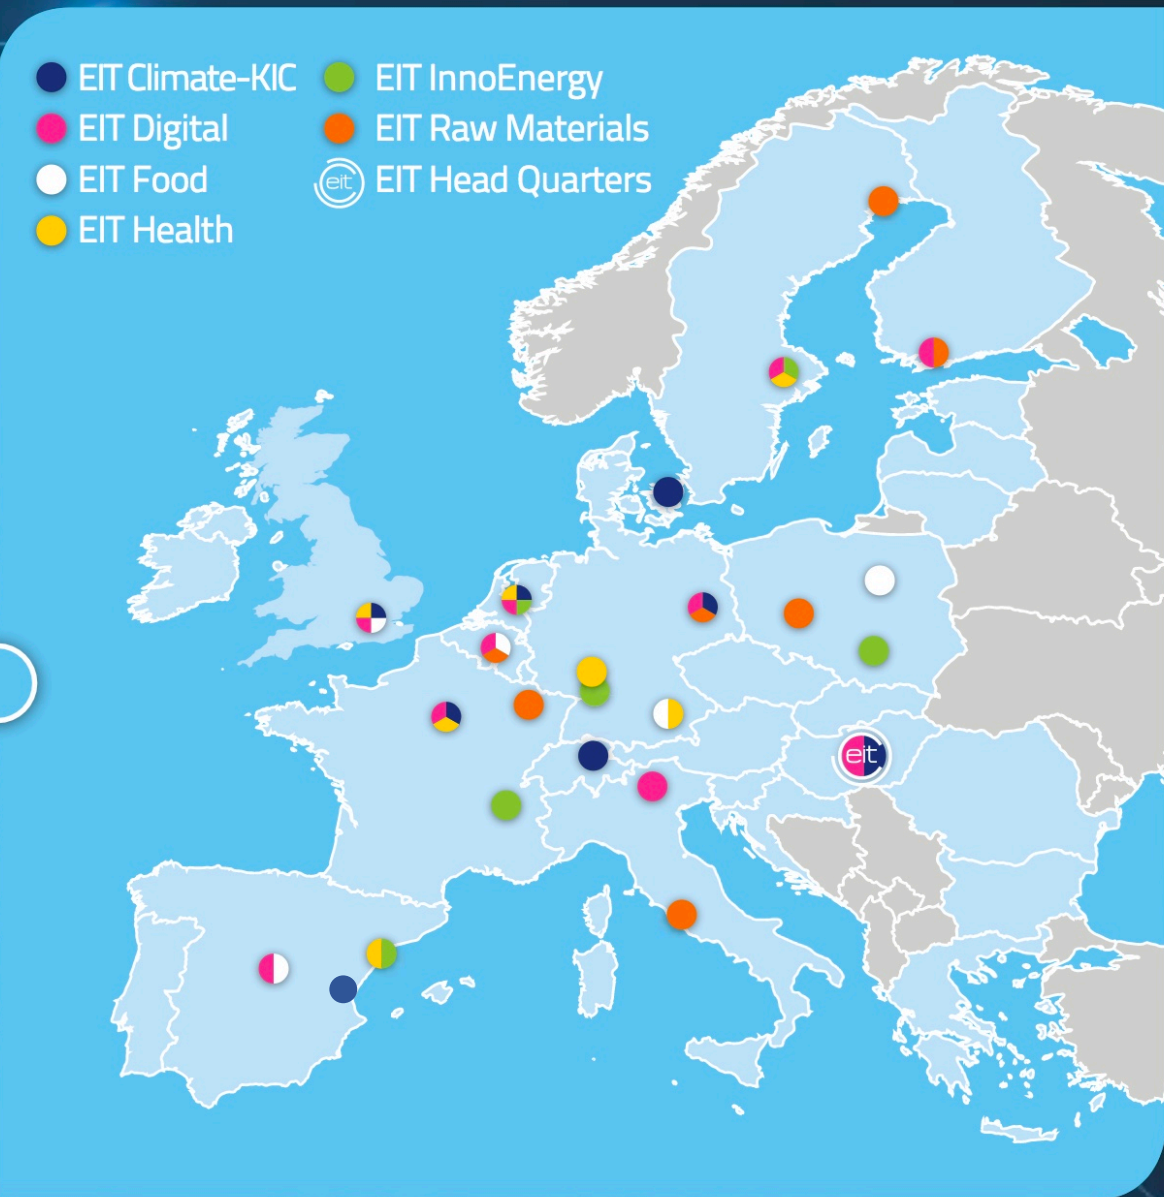 EIT Climate-KIC
EIT Digital
EIT Food
EIT Health
EIT InnoEnergy
EIT Raw Materials
eit
EIT Head Quarters
eit